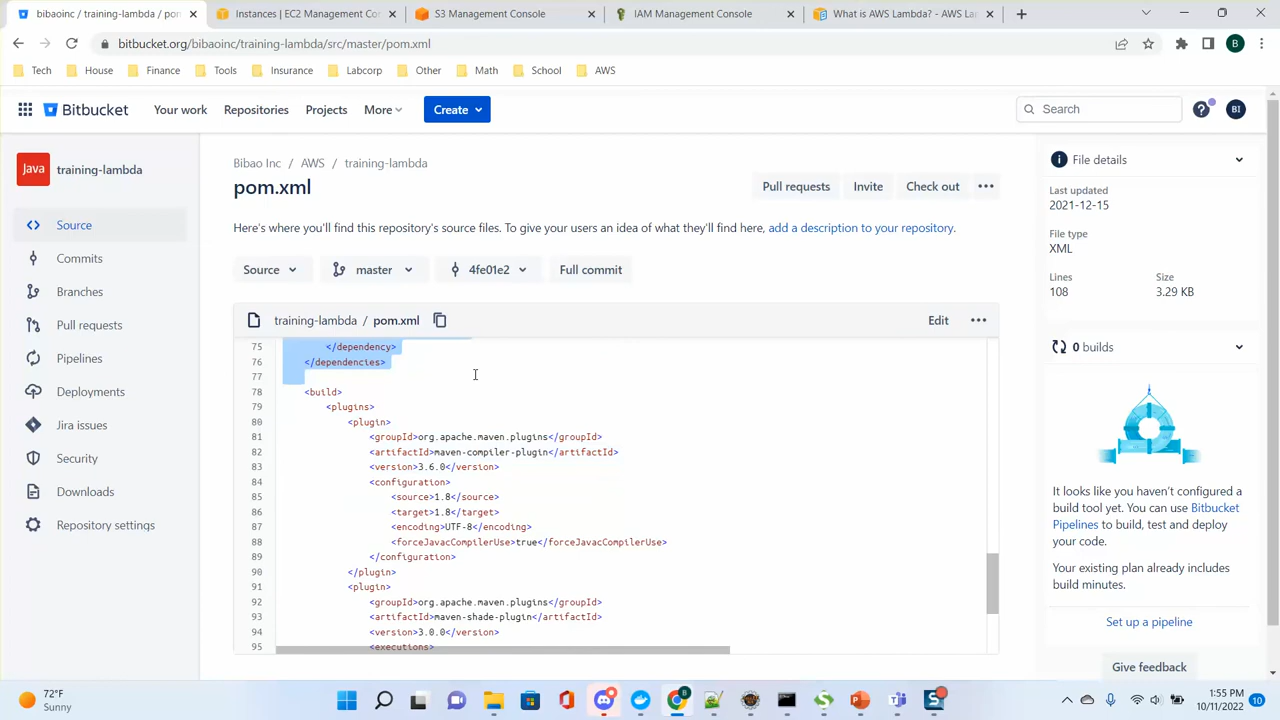 bibaoinc / training-lambda / pon
Instances | EC2 Management Co
S3 Management Console
IAM Management Console
What is AWS Lambda? - AWS La
bitbucket.org/bibaoinc/training-lambda/src/master/pom.xml
B
Tech House Finance Tools Insurance Labcorp Other Math School AWS
Bitbucket Your work Repositories Projects More Create Search BI
Java training-lambda
Source
Commits
Branches
Pull requests
Pipelines
Deployments
Jira issues
Security
Downloads
Repository settings
Bibao Inc / AWS / training-lambda
pom.xml
Pull requests Invite Check out
Here's where you'll find this repository's source files. To give your users an idea of what they'll find here, add a description to your repository.
Source master 4fe01e2 Full commit
training-lambda / pom.xml Edit
75 </dependency>
76 </dependencies>
77
78 <build>
79 <plugins>
80 <plugin>
81 <groupId>org.apache.maven.plugins</groupId>
82 <artifactId>maven-compiler-plugin</artifactId>
83 <version>3.6.0</version>
84 <configuration>
85 <source>1.8</source>
86 <target>1.8</target>
87 <encoding>UTF-8</encoding>
88 <forceJavacCompilerUse>true</forceJavacCompilerUse>
89 </configuration>
90 </plugin>
91 <plugin>
92 <groupId>org.apache.maven.plugins</groupId>
93 <artifactId>maven-shade-plugin</artifactId>
94 <version>3.0.0</version>
95 <executions>
File details
Last updated
2021-12-15
File type
XML
Lines Size
108 3.29 KB
0 builds
It looks like you haven't configured a
build tool yet. You can use Bitbucket
Pipelines to build, test and deploy
your code.
Your existing plan already includes
build minutes.
Set up a pipeline
Give feedback
72°F
Sunny
1:55 PM
10/11/2022
10